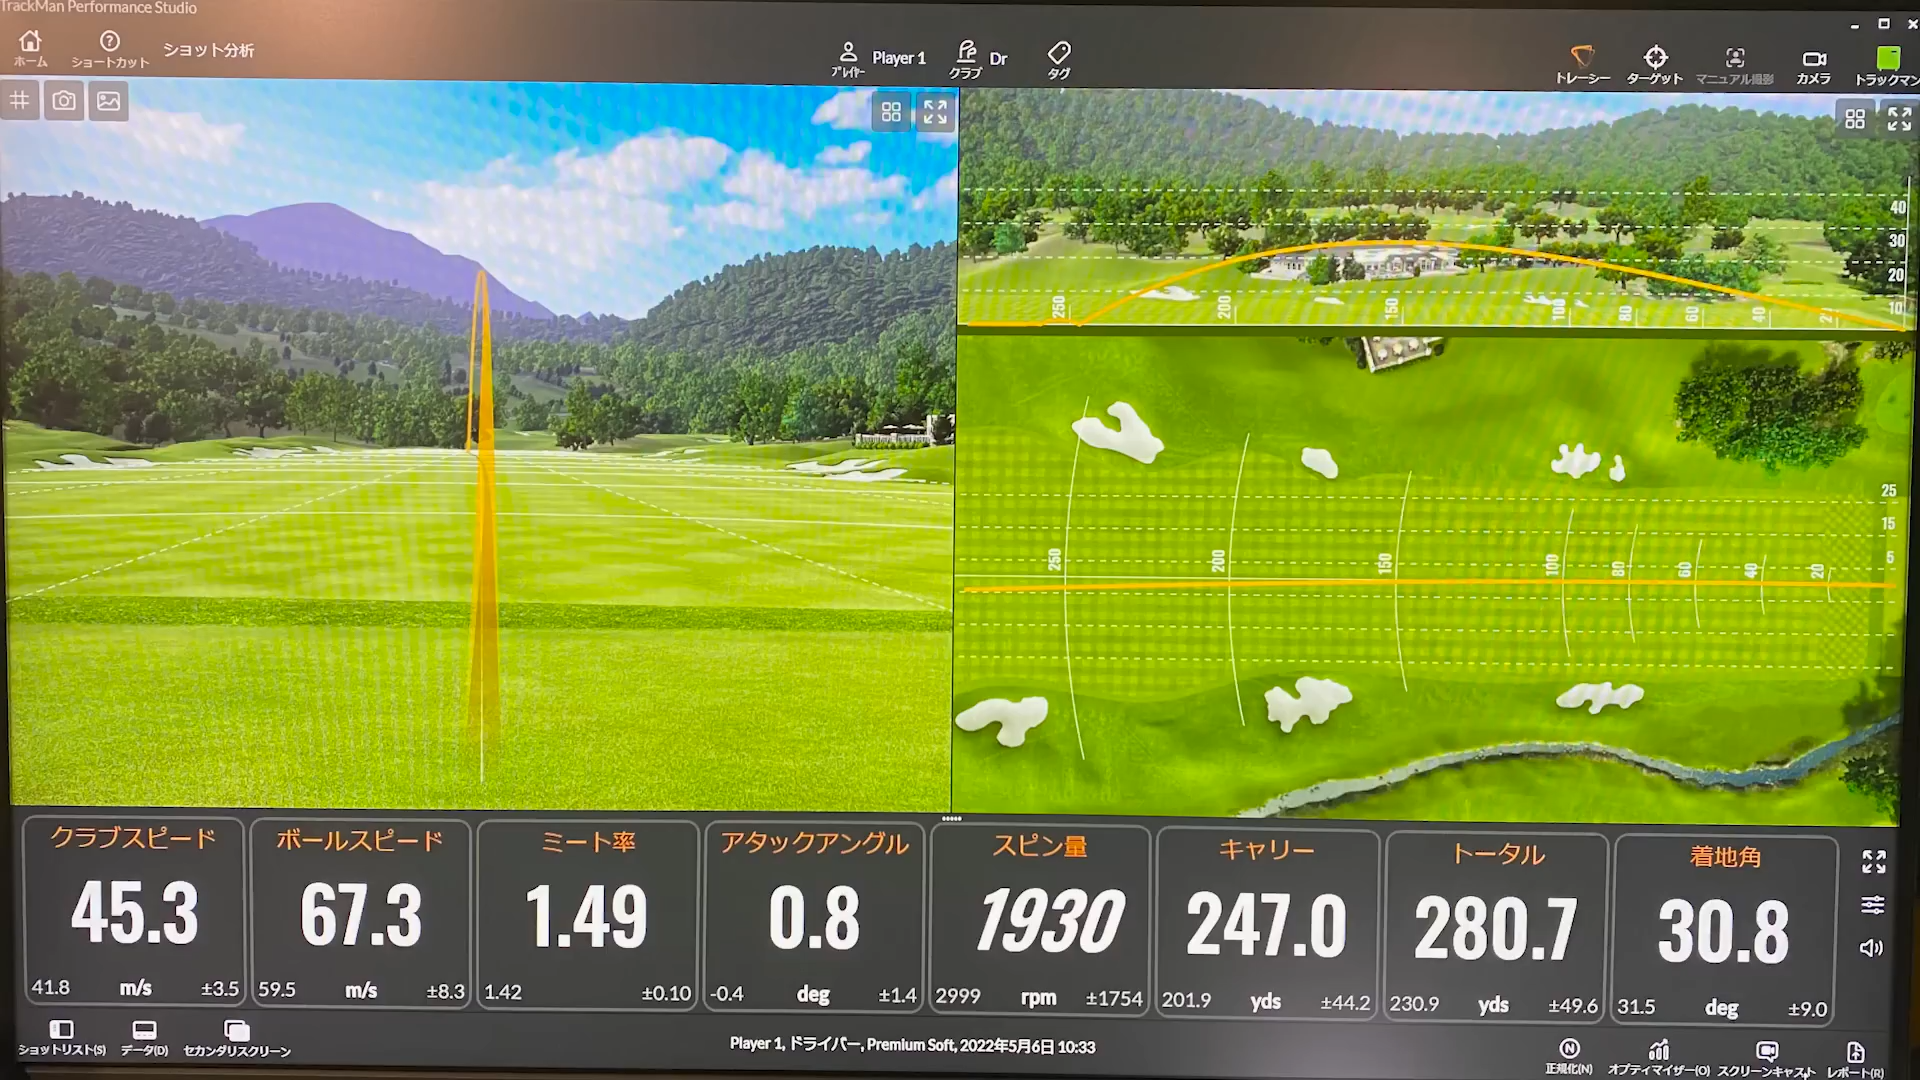 TrackMan Performance Studio
ホーム
ショートカット
ショット分析
プレイヤー
Player 1
クラブ
Dr
タグ
トレーシー
ターゲット
マニュアル撮影
カメラ
トラックマン
40
30
20
10
250
200
150
100
80
60
40
25
15
5
250
200
150
100
80
60
40
20
クラブスピード
45.3
41.8 m/s ±3.5
ボールスピード
67.3
59.5 m/s ±8.3
ミート率
1.49
1.42 ±0.10
アタックアングル
0.8
-0.4 deg ±1.4
スピン量
1930
2999 rpm ±1754
キャリー
247.0
201.9 yds ±44.2
トータル
280.7
230.9 yds ±49.6
着地角
30.8
31.5 deg ±9.0
ショットリスト(S)
データ(D)
セカンダリスクリーン
Player 1, ドライバー, Premium Soft, 2022年5月6日 10:33
正規化(N)
オプティマイザー(O)
スクリーンキャスト
レポート(R)